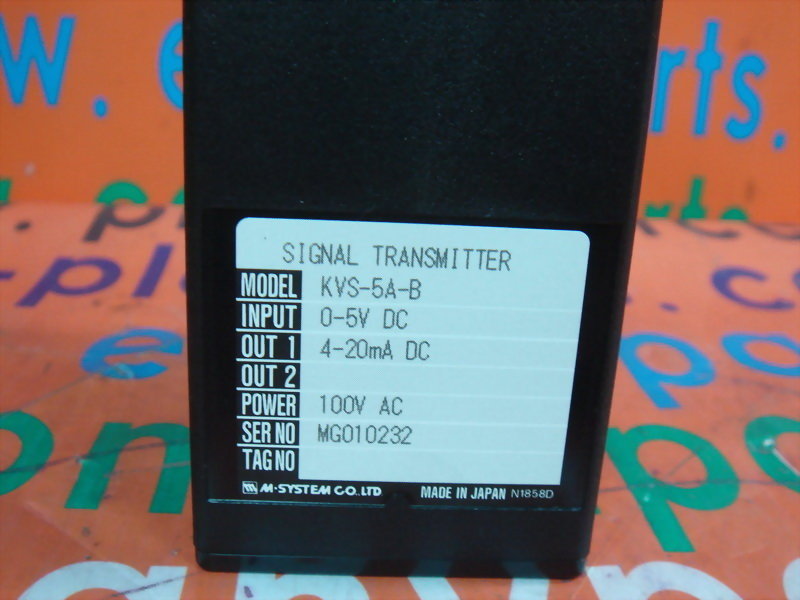 SIGNAL TRANSMITTER
MODEL KVS-5A-B
INPUT 0-5V DC
OUT 1 4-20mA DC
OUT 2
POWER 100V AC
SER NO MG010232
TAG NO
M-SYSTEM CO.,LTD MADE IN JAPAN N1858D